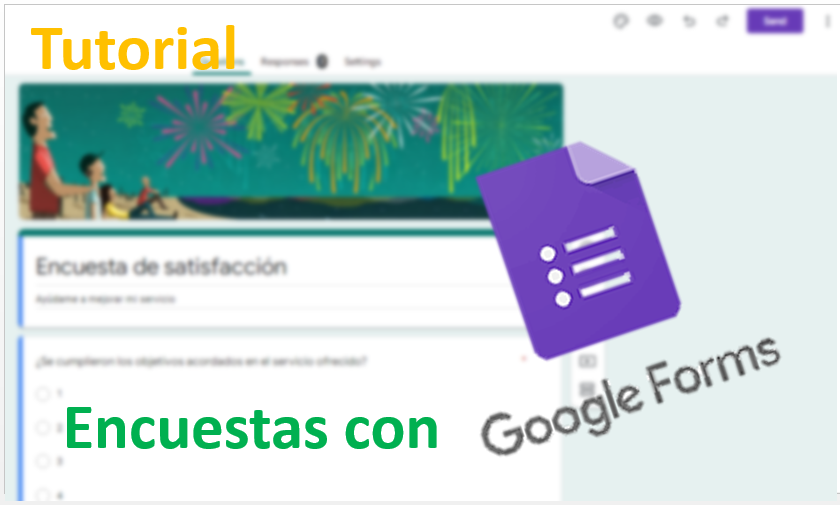 Tutorial
Send
Responses
Settings
Encuesta de satisfacción
Ayúdame a mejorar mi servicio
¿Se cumplieron los objetivos acordados en el servicio ofrecido? *
1
2
3
4
Encuestas con
Google Forms